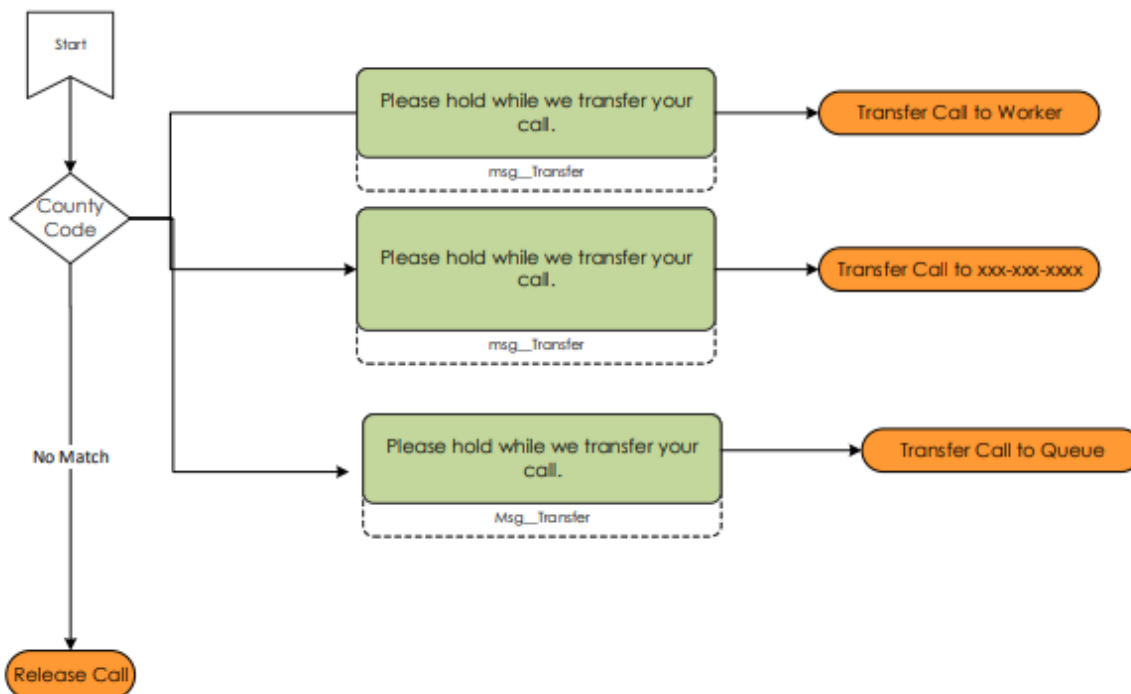 Start
Please hold while we transfer your
call.
msg__Transfer
Transfer Call to Worker
County
Code
Please hold while we transfer your
call.
msg__Transfer
Transfer Call to xxx-xxx-xxxx
Please hold while we transfer your
call.
Msg__Transfer
Transfer Call to Queue
No Match
Release Call